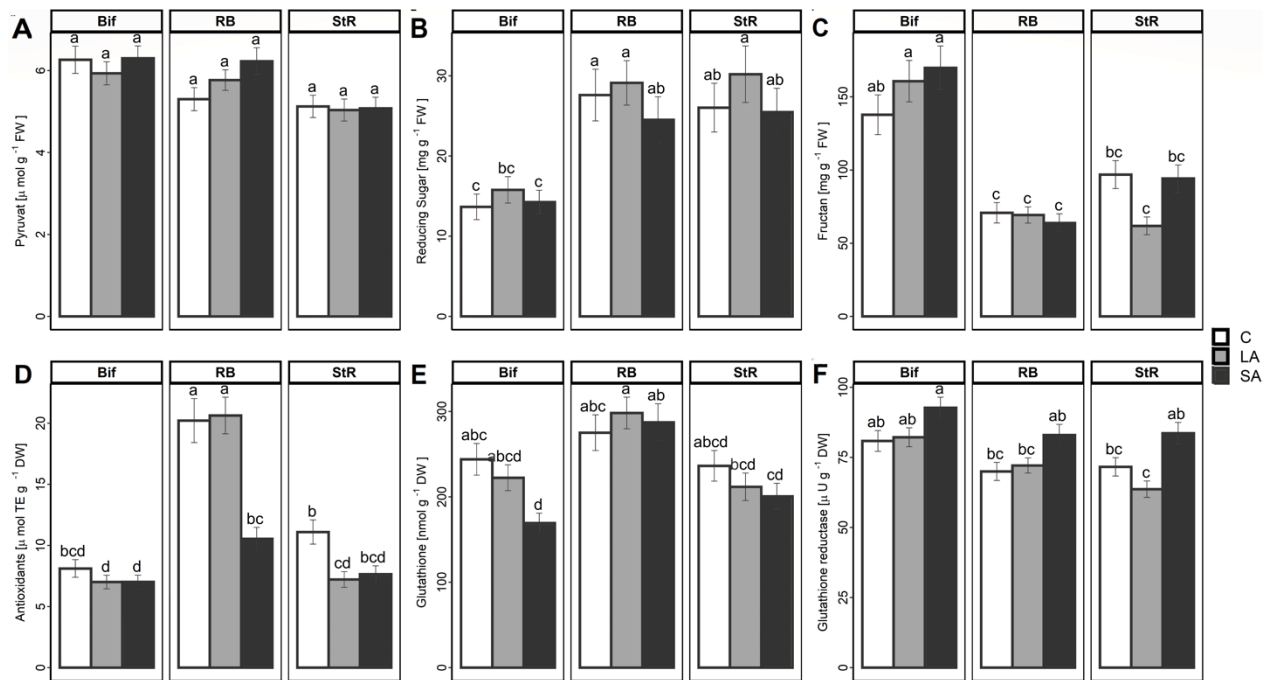 A
Bif
RB
StR
Pyruvat [μ mol g -1 FW ]
0
2
4
6
a
a
a
a
a
a
a
a
a
B
Bif
RB
StR
Reducing Sugar [mg g -1 FW ]
0
10
20
30
c
bc
c
a
a
ab
ab
a
ab
C
Bif
RB
StR
Fructan [mg g -1 FW ]
0
50
100
150
ab
a
a
c
c
c
bc
c
bc
C
LA
SA
D
Bif
RB
StR
Antioxidants [μ mol TE g -1 DW]
0
5
10
15
20
bcd
d
d
a
a
bc
b
cd
bcd
E
Bif
RB
StR
Glutathione [nmol g -1 DW ]
0
100
200
300
abc
abcd
d
abc
a
ab
abcd
bcd
cd
F
Bif
RB
StR
Glutathione reductase [μ U g -1 DW]
0
25
50
75
100
ab
ab
a
bc
bc
ab
bc
c
ab